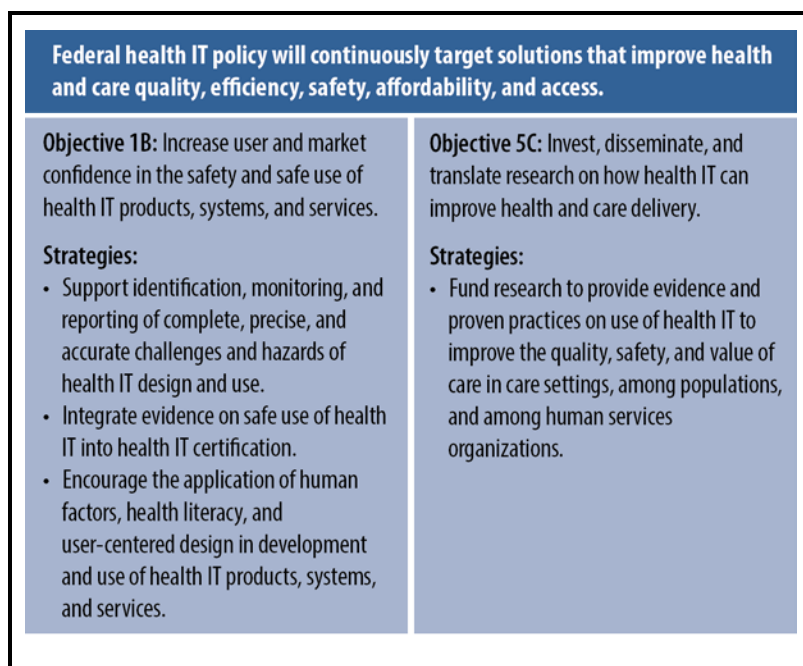 Federal health IT policy will continuously target solutions that improve health
and care quality, efficiency, safety, affordability, and access.
Objective 1B: Increase user and market
confidence in the safety and safe use of
health IT products, systems, and services.
Strategies:
• Support identification, monitoring, and
reporting of complete, precise, and
accurate challenges and hazards of
health IT design and use.
• Integrate evidence on safe use of health
IT into health IT certification.
• Encourage the application of human
factors, health literacy, and
user-centered design in development
and use of health IT products, systems,
and services.
Objective 5C: Invest, disseminate, and
translate research on how health IT can
improve health and care delivery.
Strategies:
• Fund research to provide evidence and
proven practices on use of health IT to
improve the quality, safety, and value of
care in care settings, among populations,
and among human services
organizations.